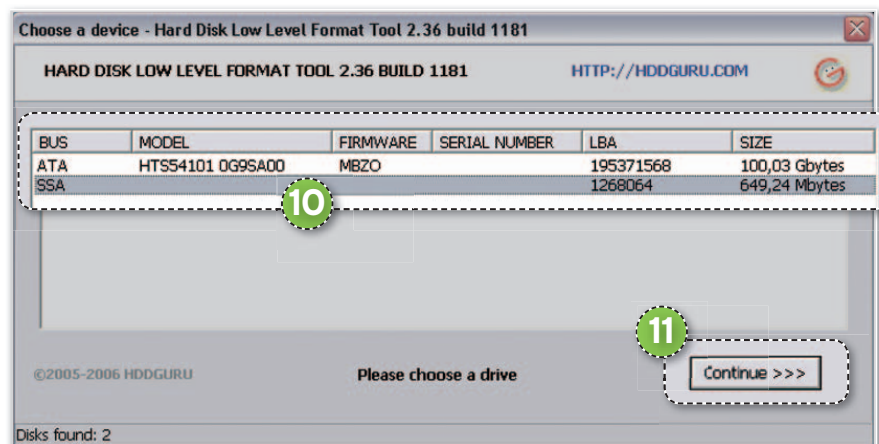 Choose a device - Hard Disk Low Level Format Tool 2.36 build 1181
HARD DISK LOW LEVEL FORMAT TOOL 2.36 BUILD 1181 HTTP://HDDGURU.COM
BUS MODEL FIRMWARE SERIAL NUMBER LBA SIZE
ATA HTS54101 0G9SA00 MBZO 195371568 100,03 Gbytes
SSA 1268064 649,24 Mbytes
10
11
©2005-2006 HDDGURU Please choose a drive Continue >>>
Disks found: 2